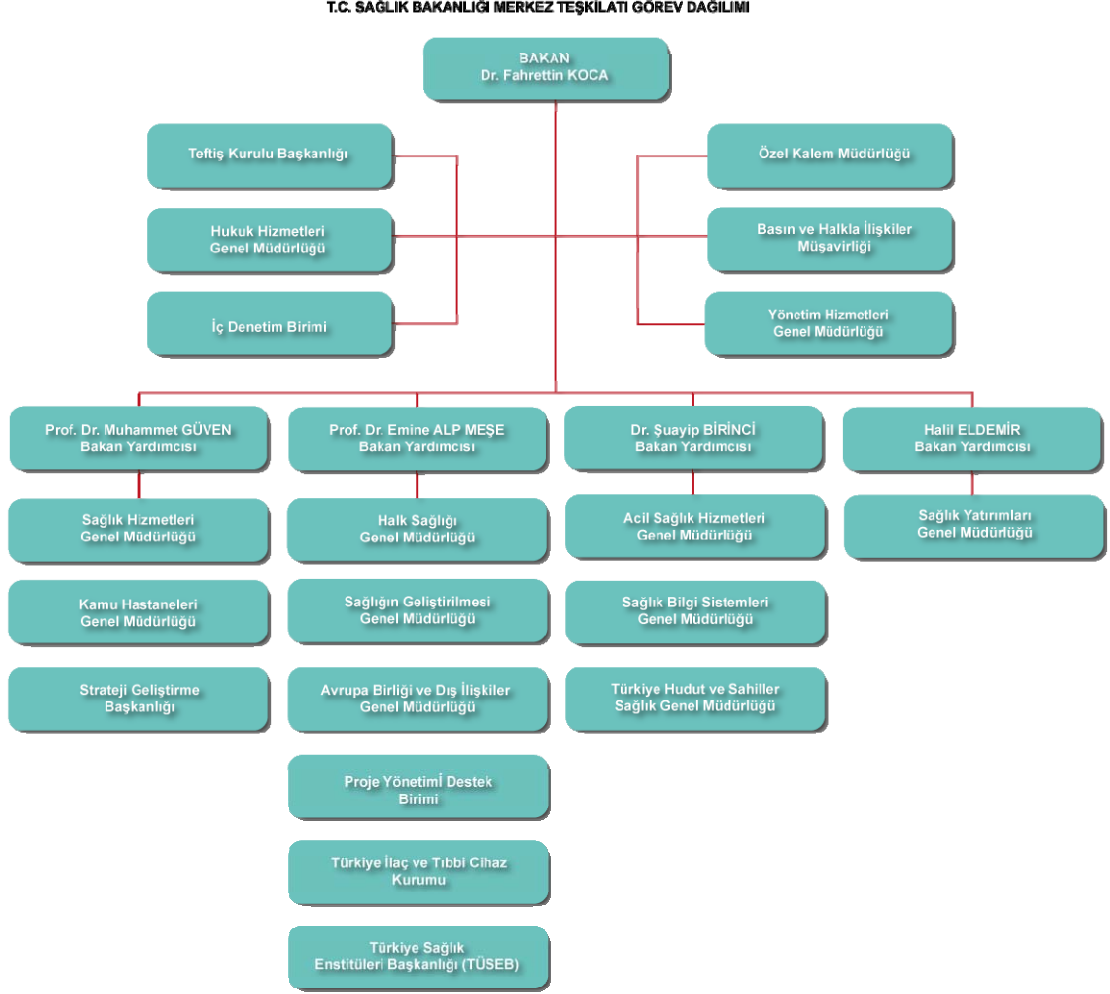 T.C. SAĞLIK BAKANLIĞI MERKEZ TEŞKİLATI GÖREV DAĞILIMI
BAKAN
Dr. Fahrettin KOCA
Teftiş Kurulu Başkanlığı
Özel Kalem Müdürlüğü
Hukuk Hizmetleri
Genel Müdürlüğü
Basın ve Halkla İlişkiler
Müşavirliği
İç Denetim Birimi
Yönetim Hizmetleri
Genel Müdürlüğü
Prof. Dr. Muhammet GÜVEN
Bakan Yardımcısı
Prof. Dr. Emine ALP MEŞE
Bakan Yardımcısı
Dr. Şuayip BİRİNCİ
Bakan Yardımcısı
Halil ELDEMİR
Bakan Yardımcısı
Sağlık Hizmetleri
Genel Müdürlüğü
Halk Sağlığı
Genel Müdürlüğü
Acil Sağlık Hizmetleri
Genel Müdürlüğü
Sağlık Yatırımları
Genel Müdürlüğü
Kamu Hastaneleri
Genel Müdürlüğü
Sağlığın Geliştirilmesi
Genel Müdürlüğü
Sağlık Bilgi Sistemleri
Genel Müdürlüğü
Strateji Geliştirme
Başkanlığı
Avrupa Birliği ve Dış İlişkiler
Genel Müdürlüğü
Türkiye Hudut ve Sahiller
Sağlık Genel Müdürlüğü
Proje Yönetimİ Destek
Birimi
Türkiye İlaç ve Tıbbi Cihaz
Kurumu
Türkiye Sağlık
Enstitüleri Başkanlığı (TÜSEB)